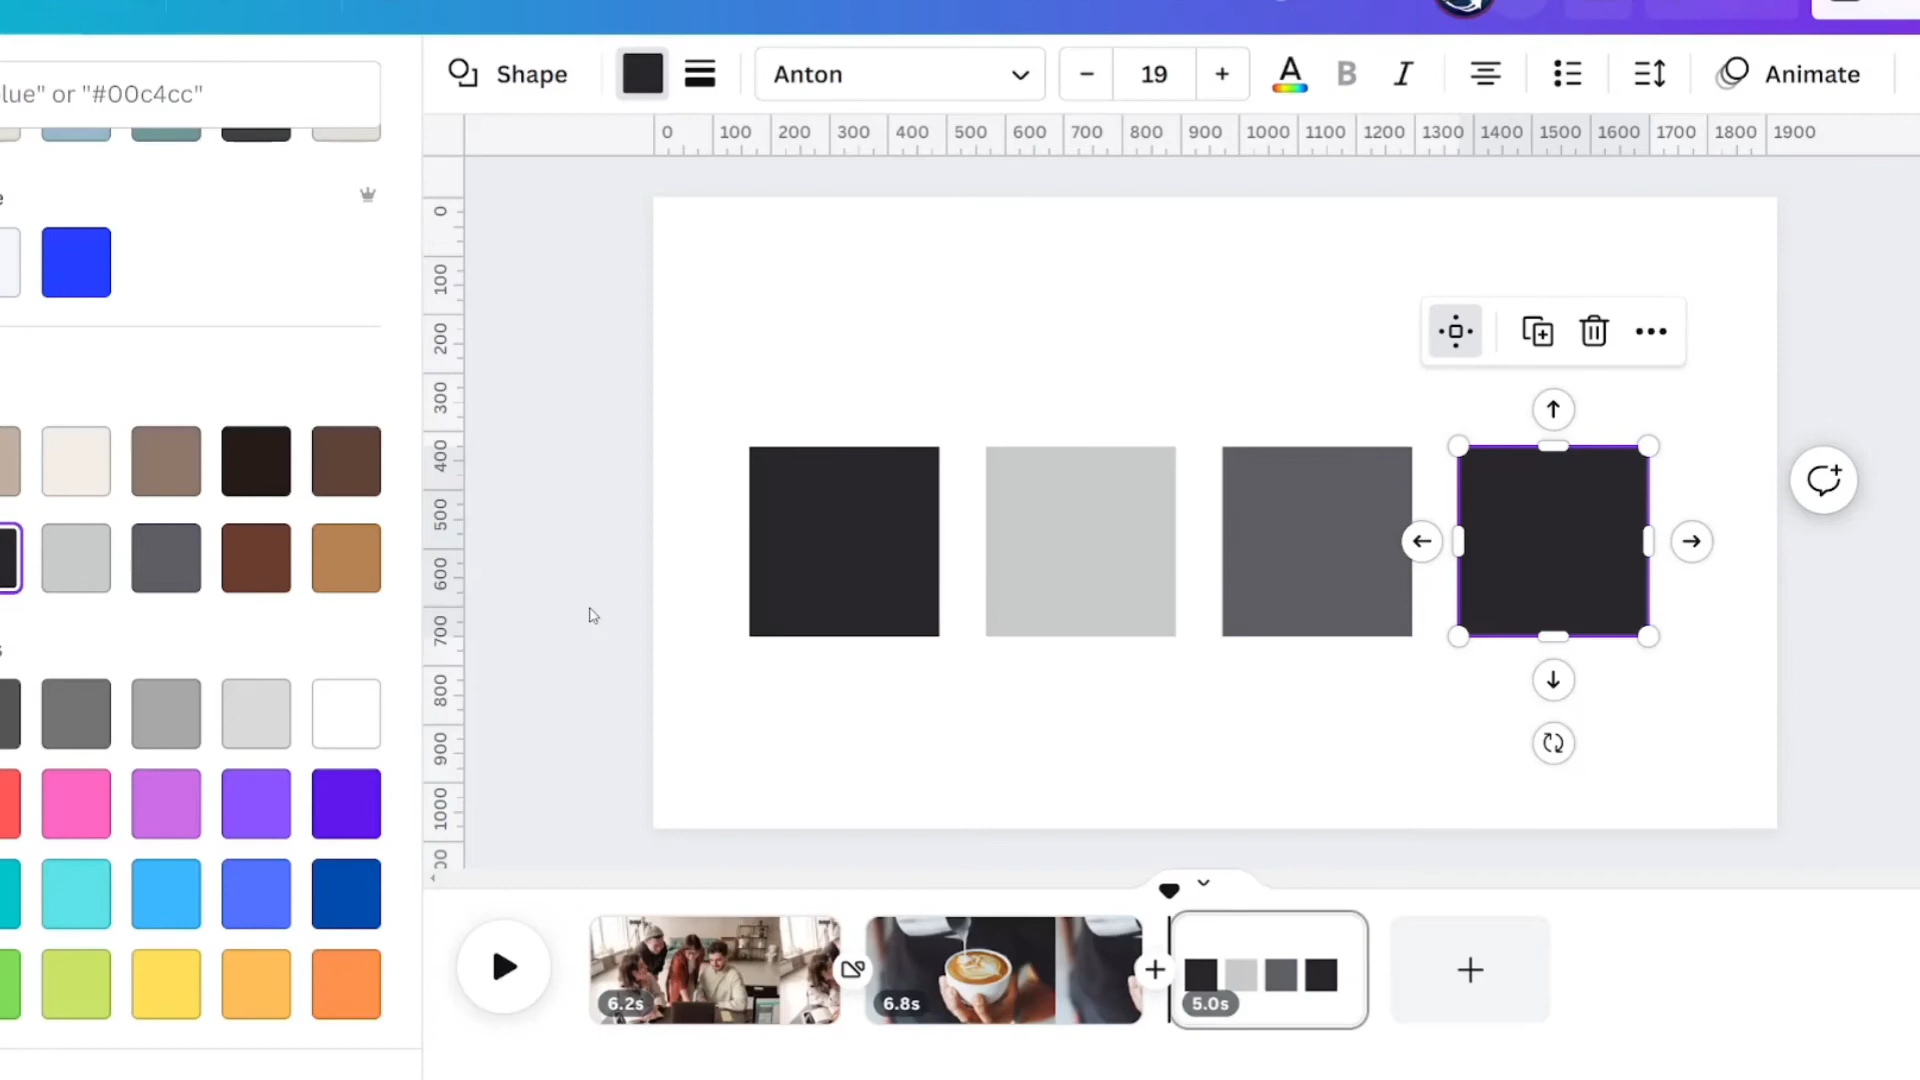 Shape
Anton
− 19 +
A B I
Animate
lue" or "#00c4cc"
0 100 200 300 400 500 600 700 800 900 1000 1100 1200 1300 1400 1500 1600 1700 1800 1900
e
0
100
200
300
400
500
600
700
800
900
1000
00
s
6.2s
6.8s
5.0s